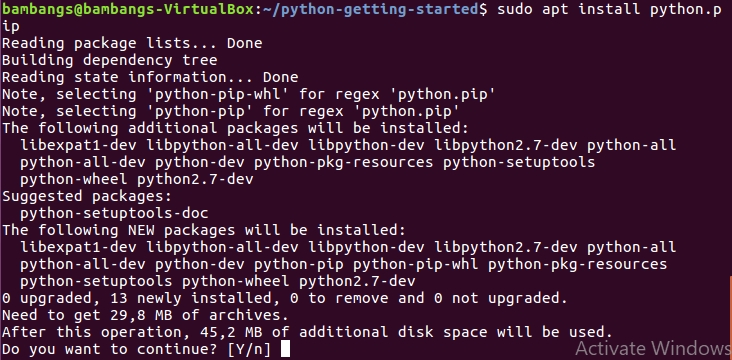 bambangs@bambangs-VirtualBox:~/python-getting-started$ sudo apt install python.p
ip
Reading package lists... Done
Building dependency tree
Reading state information... Done
Note, selecting 'python-pip-whl' for regex 'python.pip'
Note, selecting 'python-pip' for regex 'python.pip'
The following additional packages will be installed:
  libexpat1-dev libpython-all-dev libpython-dev libpython2.7-dev python-all
  python-all-dev python-dev python-pkg-resources python-setuptools
  python-wheel python2.7-dev
Suggested packages:
  python-setuptools-doc
The following NEW packages will be installed:
  libexpat1-dev libpython-all-dev libpython-dev libpython2.7-dev python-all
  python-all-dev python-dev python-pip python-pip-whl python-pkg-resources
  python-setuptools python-wheel python2.7-dev
0 upgraded, 13 newly installed, 0 to remove and 0 not upgraded.
Need to get 29,8 MB of archives.
After this operation, 45,2 MB of additional disk space will be used.
Do you want to continue? [Y/n]
Activate Windows